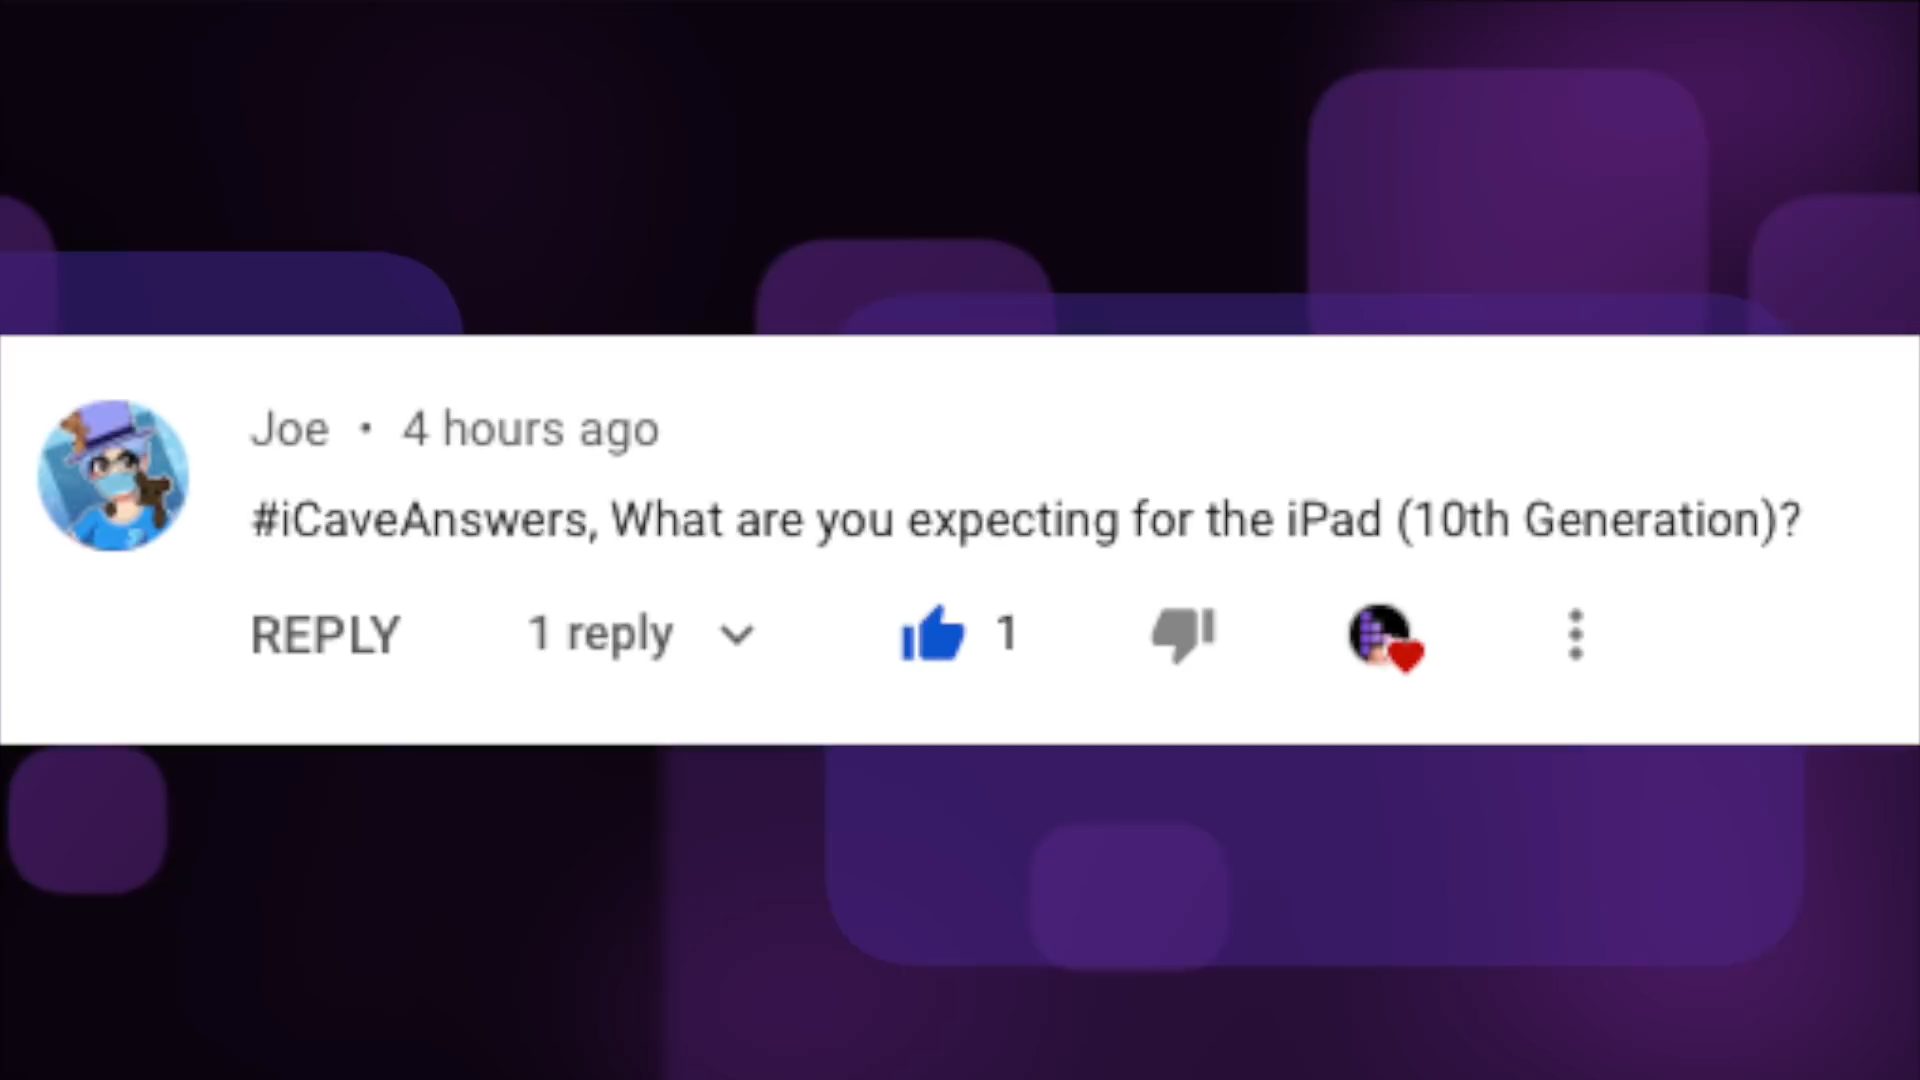 Joe • 4 hours ago
#iCaveAnswers, What are you expecting for the iPad (10th Generation)?
REPLY 1 reply 1